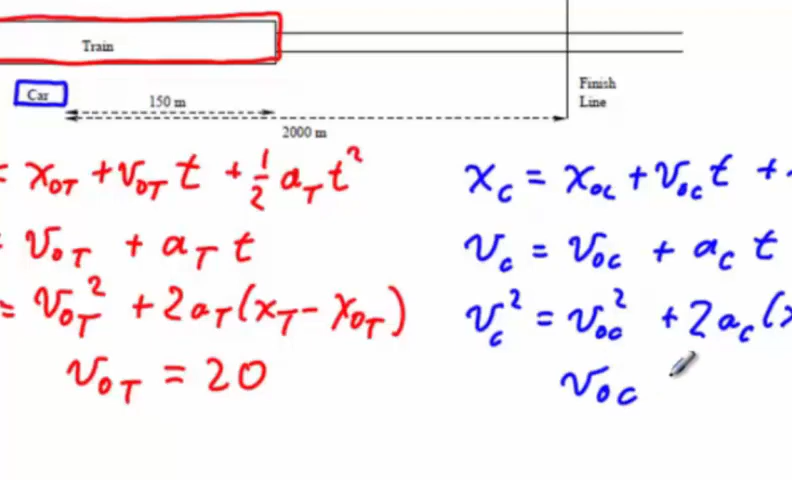 Train
Car
150 m
Finish
Line
2000 m
= x₀T + v₀T t + ½ aT t²
xc = x₀c + v₀c t +
= v₀T + aT t
vc = v₀c + ac t
= v₀T² + 2aT(xT − x₀T)
vc² = v₀c² + 2ac(x
v₀T = 20
v₀c